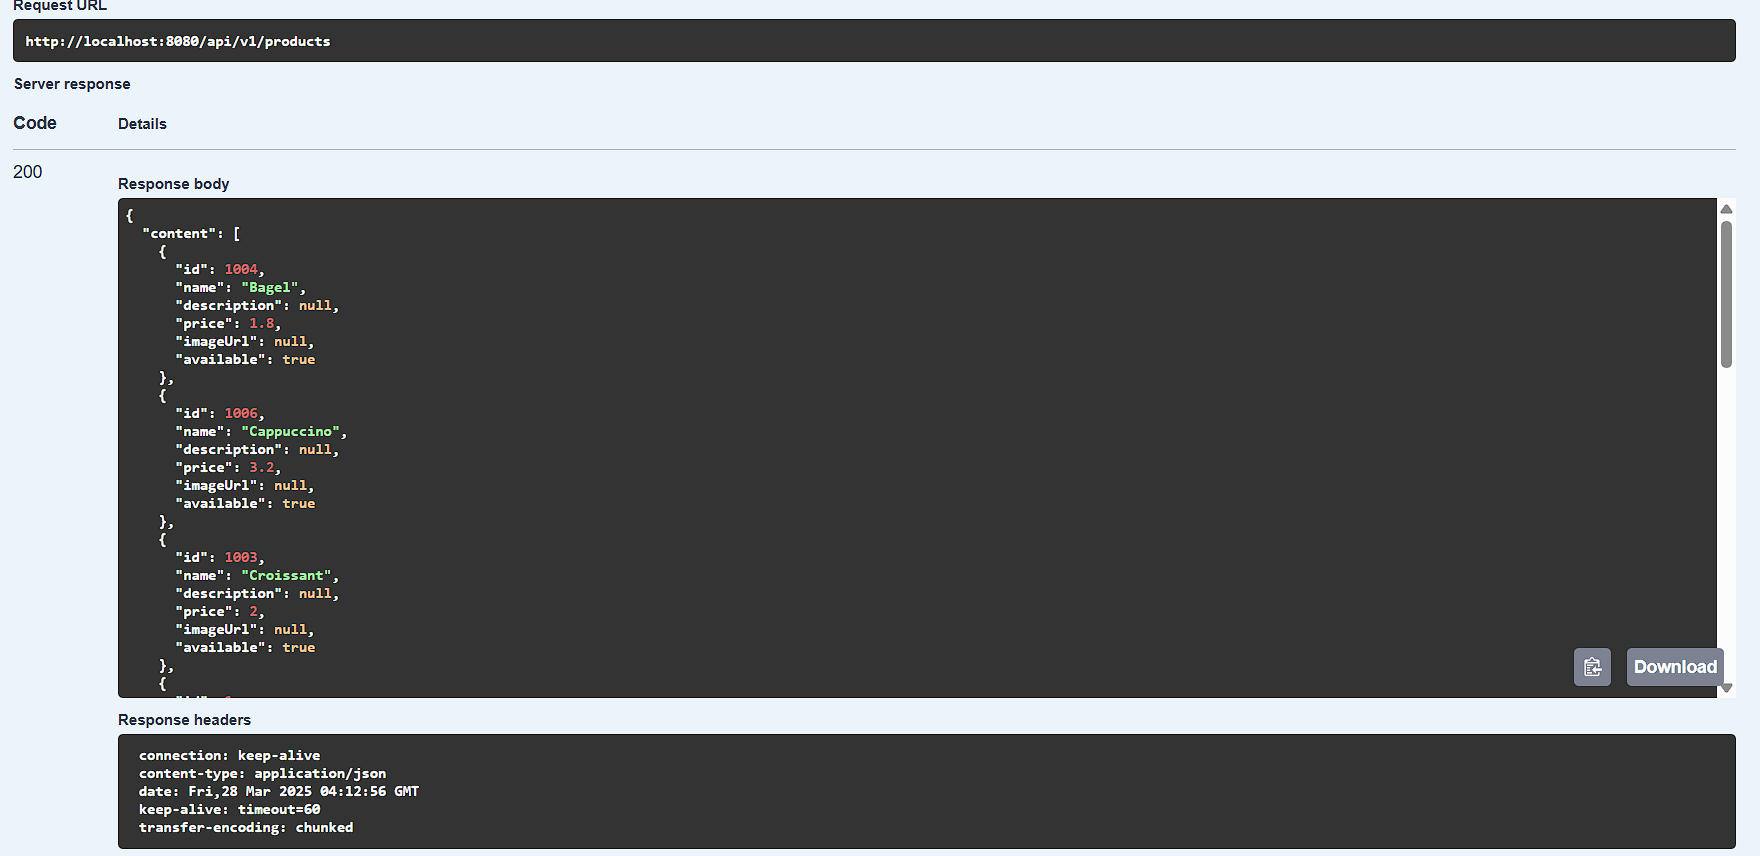 Request URL
http://localhost:8080/api/v1/products
Server response
Code Details
200
Response body
{
  "content": [
    {
      "id": 1004,
      "name": "Bagel",
      "description": null,
      "price": 1.8,
      "imageUrl": null,
      "available": true
    },
    {
      "id": 1006,
      "name": "Cappuccino",
      "description": null,
      "price": 3.2,
      "imageUrl": null,
      "available": true
    },
    {
      "id": 1003,
      "name": "Croissant",
      "description": null,
      "price": 2,
      "imageUrl": null,
      "available": true
    },
    {
Download
Response headers
connection: keep-alive
content-type: application/json
date: Fri,28 Mar 2025 04:12:56 GMT
keep-alive: timeout=60
transfer-encoding: chunked